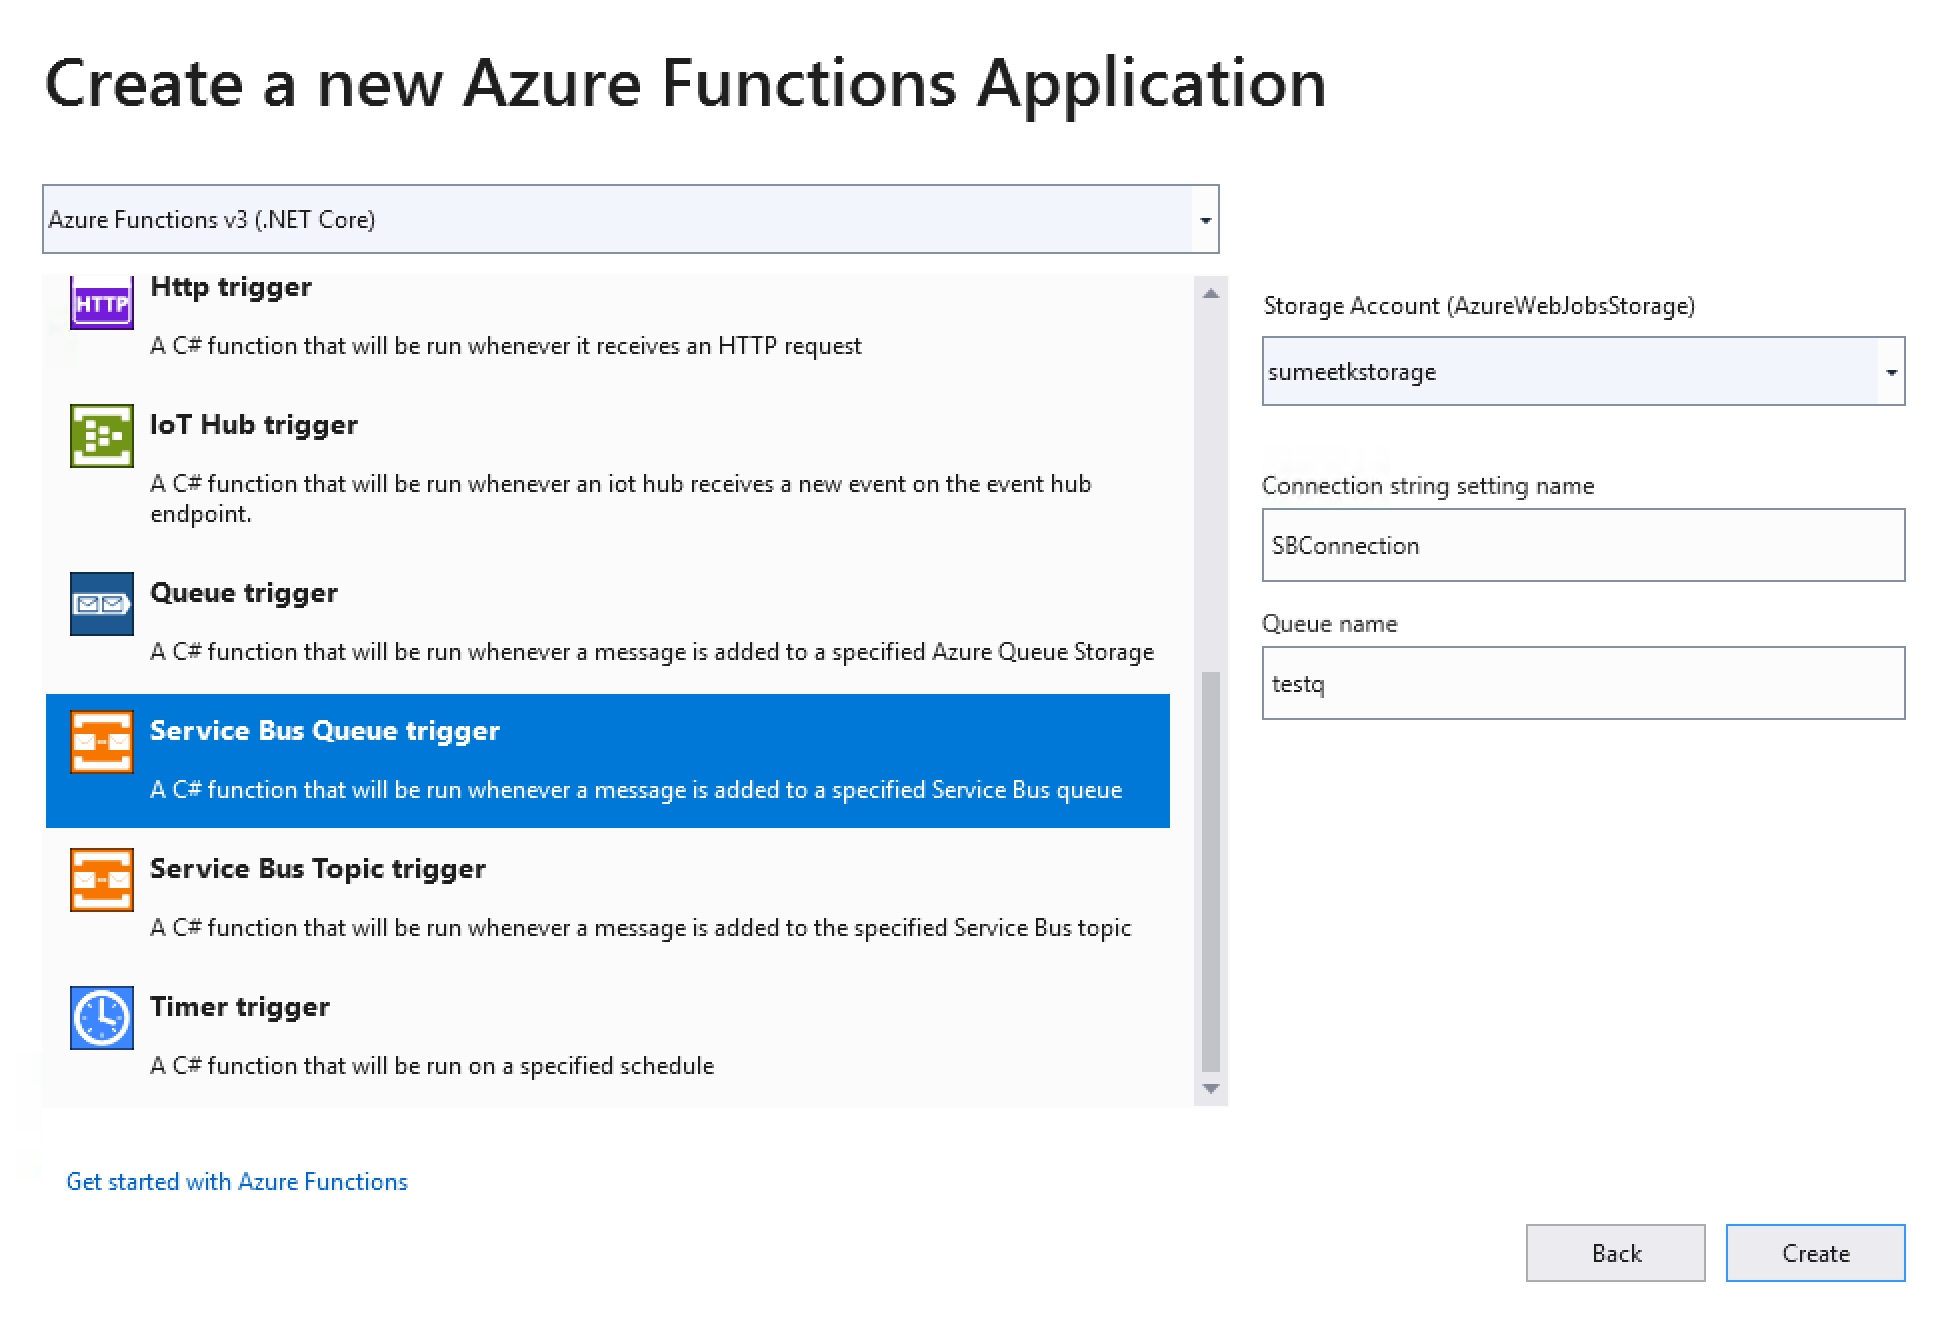 Create a new Azure Functions Application
Azure Functions v3 (.NET Core)
HTTP
Http trigger
A C# function that will be run whenever it receives an HTTP request
IoT Hub trigger
A C# function that will be run whenever an iot hub receives a new event on the event hub
endpoint.
Queue trigger
A C# function that will be run whenever a message is added to a specified Azure Queue Storage
Service Bus Queue trigger
A C# function that will be run whenever a message is added to a specified Service Bus queue
Service Bus Topic trigger
A C# function that will be run whenever a message is added to the specified Service Bus topic
Timer trigger
A C# function that will be run on a specified schedule
Storage Account (AzureWebJobsStorage)
sumeetkstorage
Connection string setting name
SBConnection
Queue name
testq
Get started with Azure Functions
Back
Create